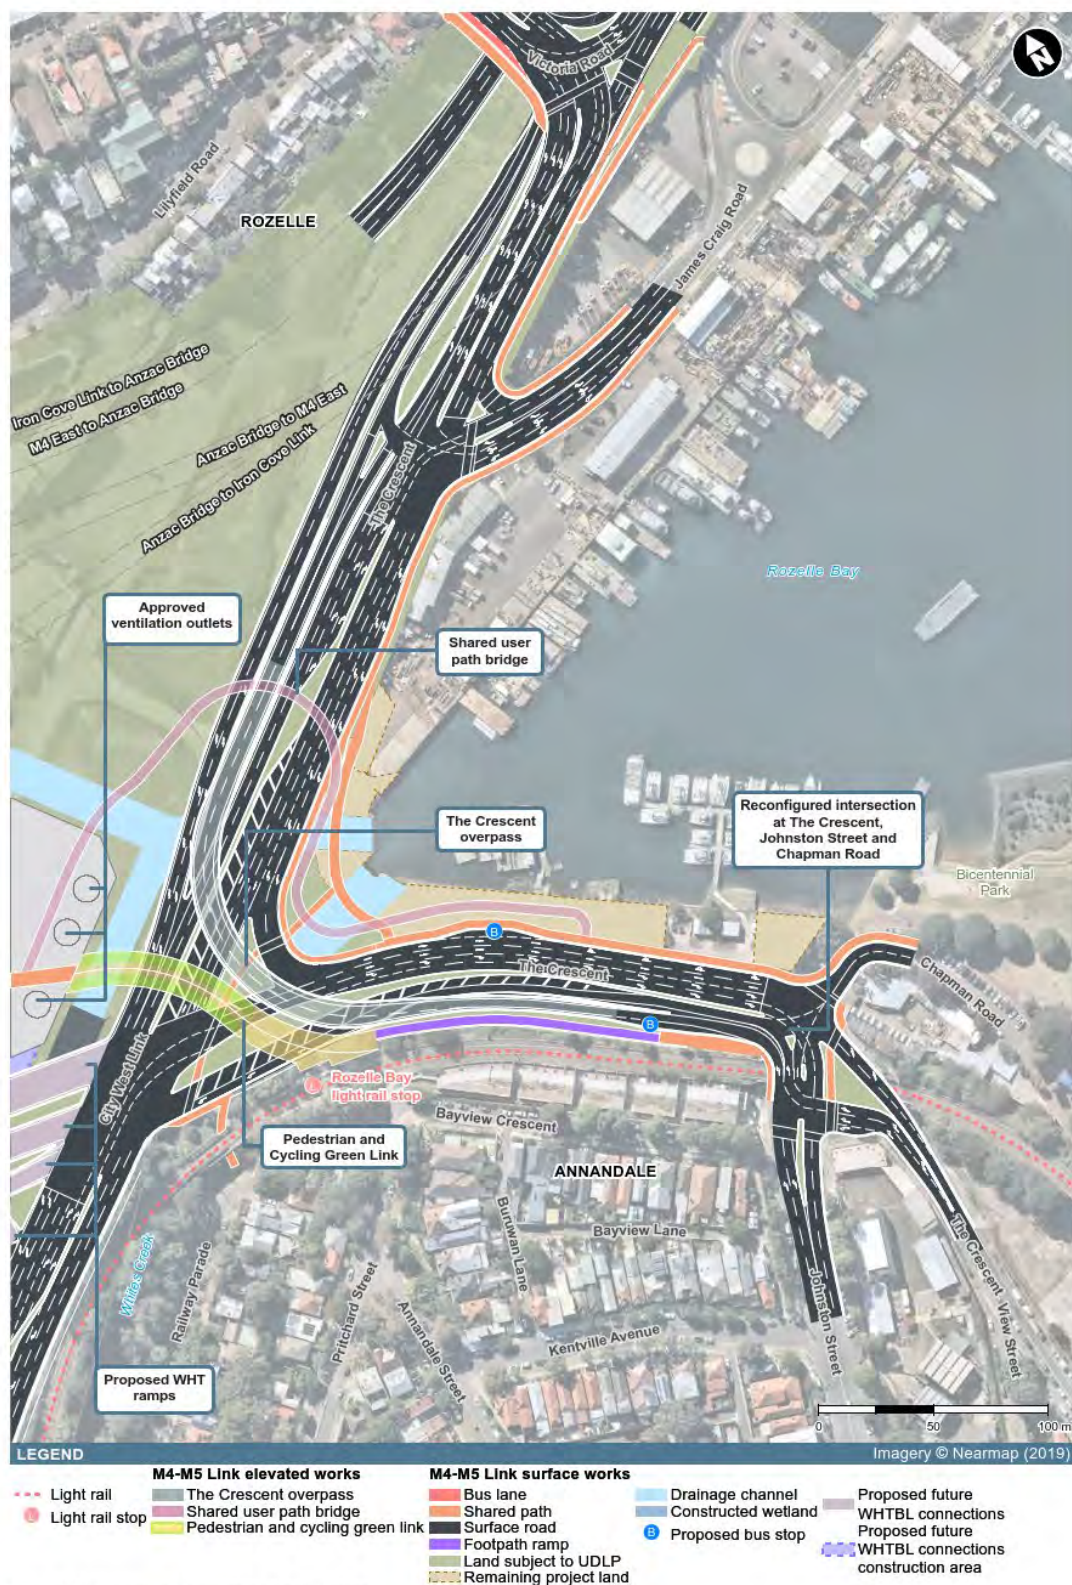 N
Victoria Road
Lilyfield Road
ROZELLE
James Craig Road
Iron Cove Link to Anzac Bridge
M4 East to Anzac Bridge
Anzac Bridge to M4 East
Anzac Bridge to Iron Cove Link
The Crescent
Rozelle Bay
Approved
ventilation outlets
Shared user
path bridge
The Crescent
overpass
Reconfigured intersection
at The Crescent,
Johnston Street and
Chapman Road
Bicentennial
Park
B
The Crescent
Chapman Road
B
City West Link
L
Rozelle Bay
light rail stop
Bayview Crescent
Pedestrian and
Cycling Green Link
ANNANDALE
Buruwan Lane
Bayview Lane
Whites Creek
Railway Parade
Pritchard Street
Annandale Street
Kentville Avenue
Johnston Street
The Crescent
View Street
Proposed WHT
ramps
0 50 100 m
LEGEND
Imagery © Nearmap (2019)
Light rail
L Light rail stop
M4-M5 Link elevated works
The Crescent overpass
Shared user path bridge
Pedestrian and cycling green link
M4-M5 Link surface works
Bus lane
Shared path
Surface road
Footpath ramp
Land subject to UDLP
Remaining project land
Drainage channel
Constructed wetland
B Proposed bus stop
Proposed future
WHTBL connections
Proposed future
WHTBL connections
construction area